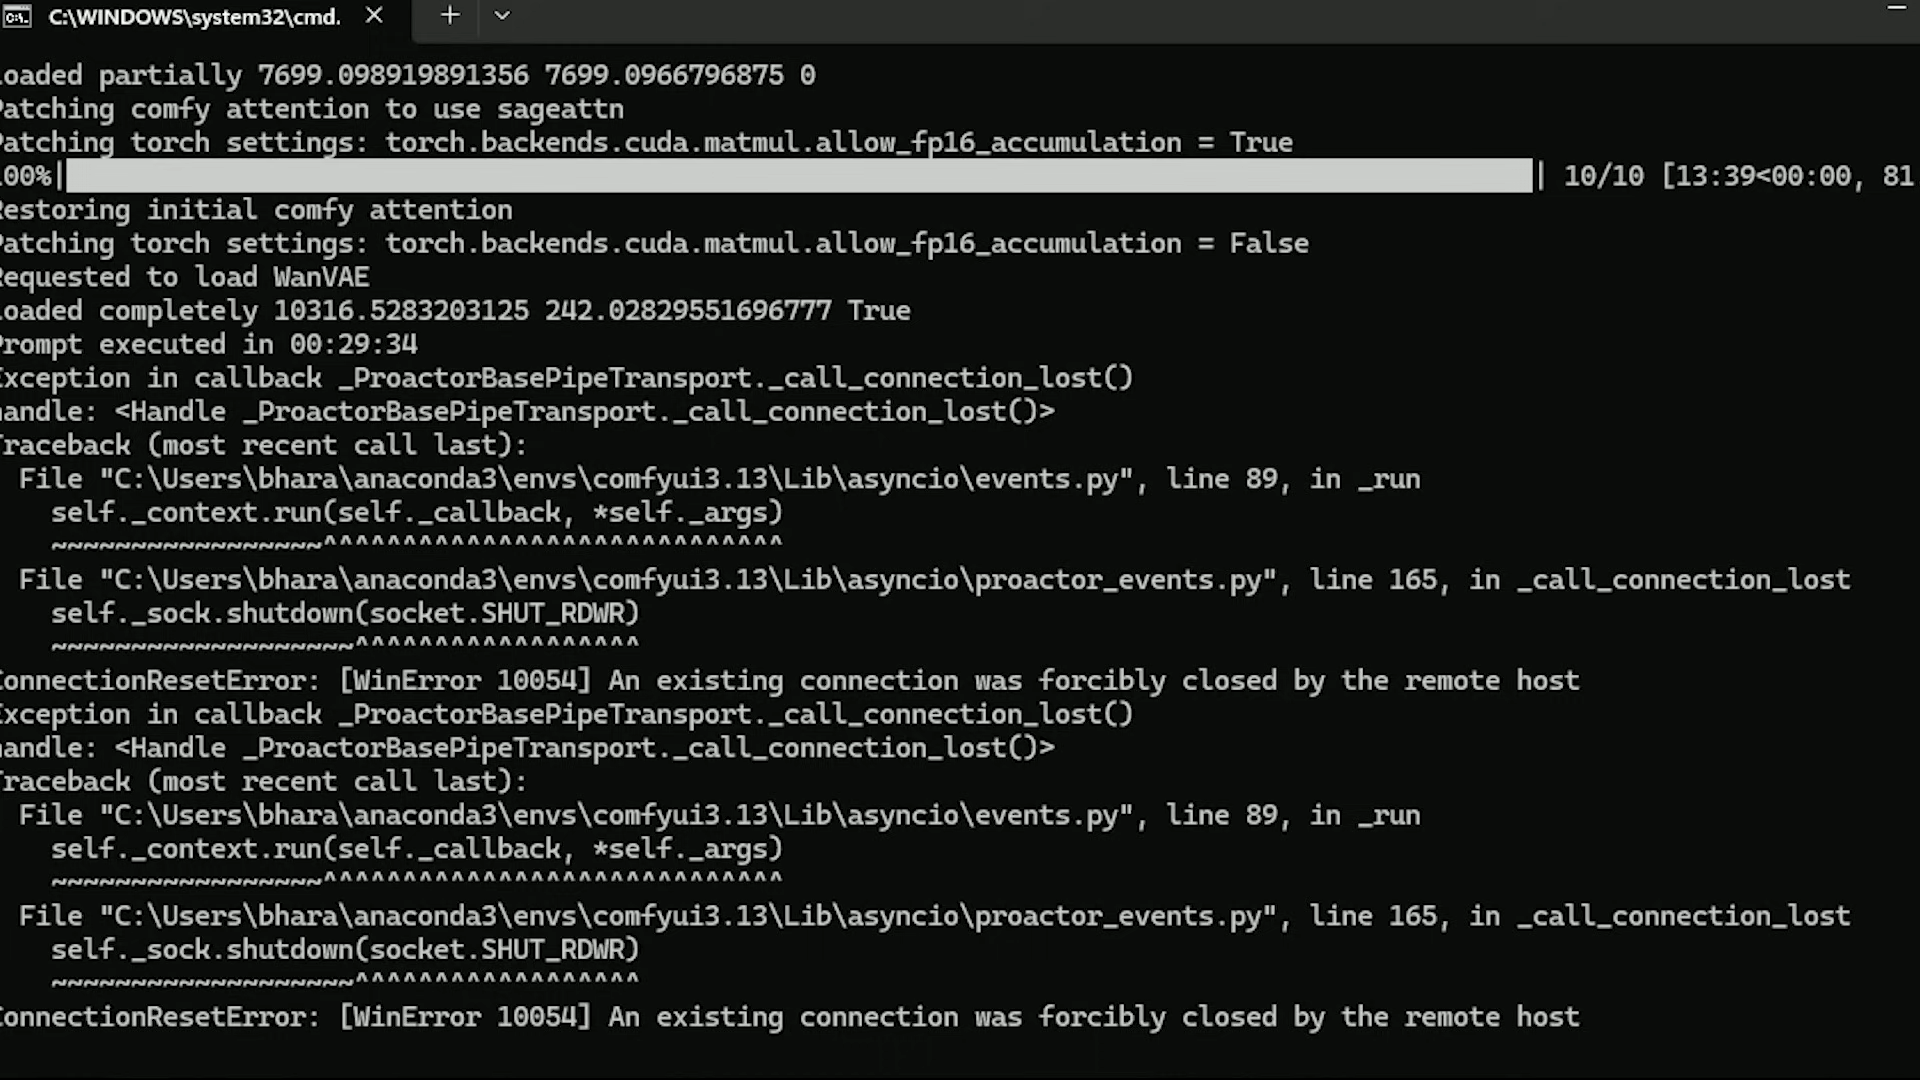 C:\WINDOWS\system32\cmd.
oaded partially 7699.098919891356 7699.0966796875 0
Patching comfy attention to use sageattn
Patching torch settings: torch.backends.cuda.matmul.allow_fp16_accumulation = True
100%| | 10/10 [13:39<00:00, 81
Restoring initial comfy attention
Patching torch settings: torch.backends.cuda.matmul.allow_fp16_accumulation = False
Requested to load WanVAE
oaded completely 10316.5283203125 242.02829551696777 True
Prompt executed in 00:29:34
Exception in callback _ProactorBasePipeTransport._call_connection_lost()
handle: <Handle _ProactorBasePipeTransport._call_connection_lost()>
Traceback (most recent call last):
File "C:\Users\bhara\anaconda3\envs\comfyui3.13\Lib\asyncio\events.py", line 89, in _run
self._context.run(self._callback, *self._args)
~~~~~~~~~~~~~~~~~^^^^^^^^^^^^^^^^^^^^^^^^^^^^^
File "C:\Users\bhara\anaconda3\envs\comfyui3.13\Lib\asyncio\proactor_events.py", line 165, in _call_connection_lost
self._sock.shutdown(socket.SHUT_RDWR)
~~~~~~~~~~~~~~~~~~~^^^^^^^^^^^^^^^^^^
ConnectionResetError: [WinError 10054] An existing connection was forcibly closed by the remote host
Exception in callback _ProactorBasePipeTransport._call_connection_lost()
handle: <Handle _ProactorBasePipeTransport._call_connection_lost()>
Traceback (most recent call last):
File "C:\Users\bhara\anaconda3\envs\comfyui3.13\Lib\asyncio\events.py", line 89, in _run
self._context.run(self._callback, *self._args)
~~~~~~~~~~~~~~~~~^^^^^^^^^^^^^^^^^^^^^^^^^^^^^
File "C:\Users\bhara\anaconda3\envs\comfyui3.13\Lib\asyncio\proactor_events.py", line 165, in _call_connection_lost
self._sock.shutdown(socket.SHUT_RDWR)
~~~~~~~~~~~~~~~~~~~^^^^^^^^^^^^^^^^^^
ConnectionResetError: [WinError 10054] An existing connection was forcibly closed by the remote host